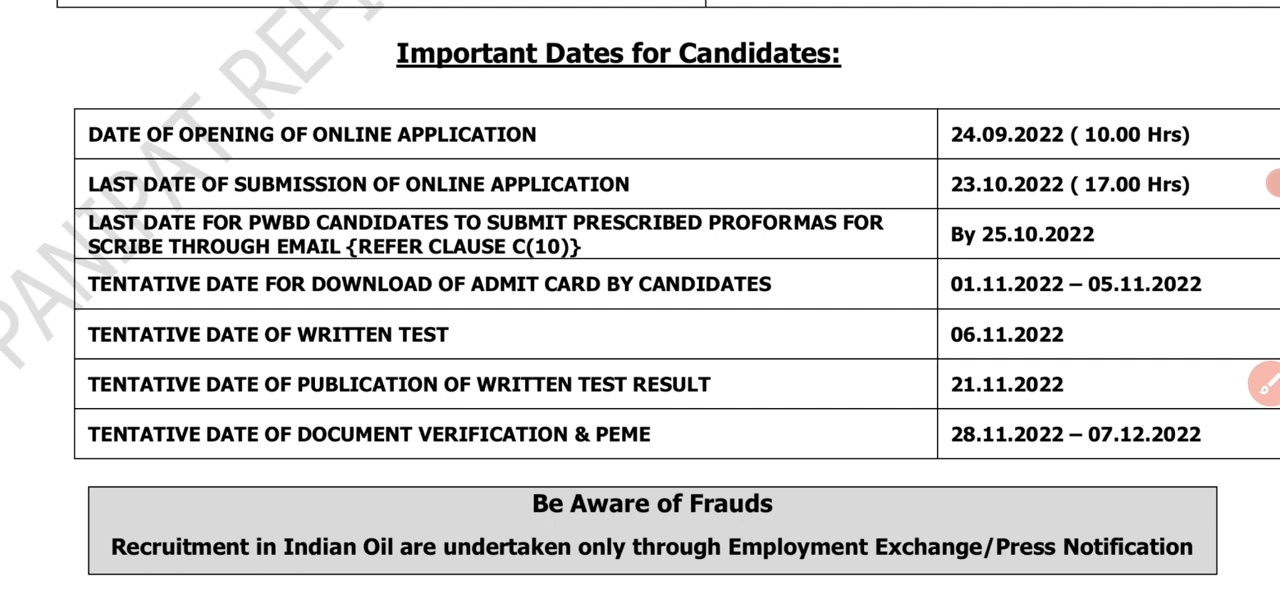 Important Dates for Candidates:
DATE OF OPENING OF ONLINE APPLICATION 24.09.2022 ( 10.00 Hrs)
LAST DATE OF SUBMISSION OF ONLINE APPLICATION 23.10.2022 ( 17.00 Hrs)
LAST DATE FOR PWBD CANDIDATES TO SUBMIT PRESCRIBED PROFORMAS FOR
SCRIBE THROUGH EMAIL {REFER CLAUSE C(10)} By 25.10.2022
TENTATIVE DATE FOR DOWNLOAD OF ADMIT CARD BY CANDIDATES 01.11.2022 – 05.11.2022
TENTATIVE DATE OF WRITTEN TEST 06.11.2022
TENTATIVE DATE OF PUBLICATION OF WRITTEN TEST RESULT 21.11.2022
TENTATIVE DATE OF DOCUMENT VERIFICATION & PEME 28.11.2022 – 07.12.2022
Be Aware of Frauds
Recruitment in Indian Oil are undertaken only through Employment Exchange/Press Notification
PANIPAT